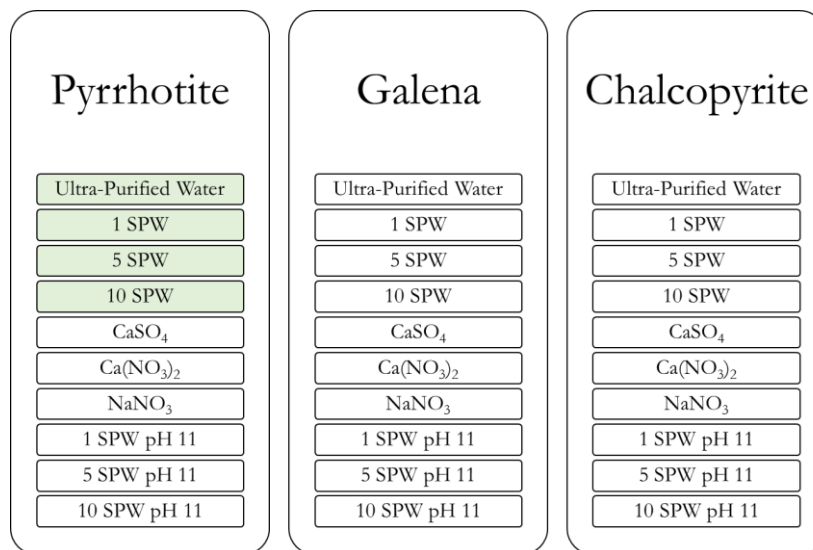 Pyrrhotite
Ultra-Purified Water
1 SPW
5 SPW
10 SPW
CaSO₄
Ca(NO₃)₂
NaNO₃
1 SPW pH 11
5 SPW pH 11
10 SPW pH 11
Galena
Ultra-Purified Water
1 SPW
5 SPW
10 SPW
CaSO₄
Ca(NO₃)₂
NaNO₃
1 SPW pH 11
5 SPW pH 11
10 SPW pH 11
Chalcopyrite
Ultra-Purified Water
1 SPW
5 SPW
10 SPW
CaSO₄
Ca(NO₃)₂
NaNO₃
1 SPW pH 11
5 SPW pH 11
10 SPW pH 11